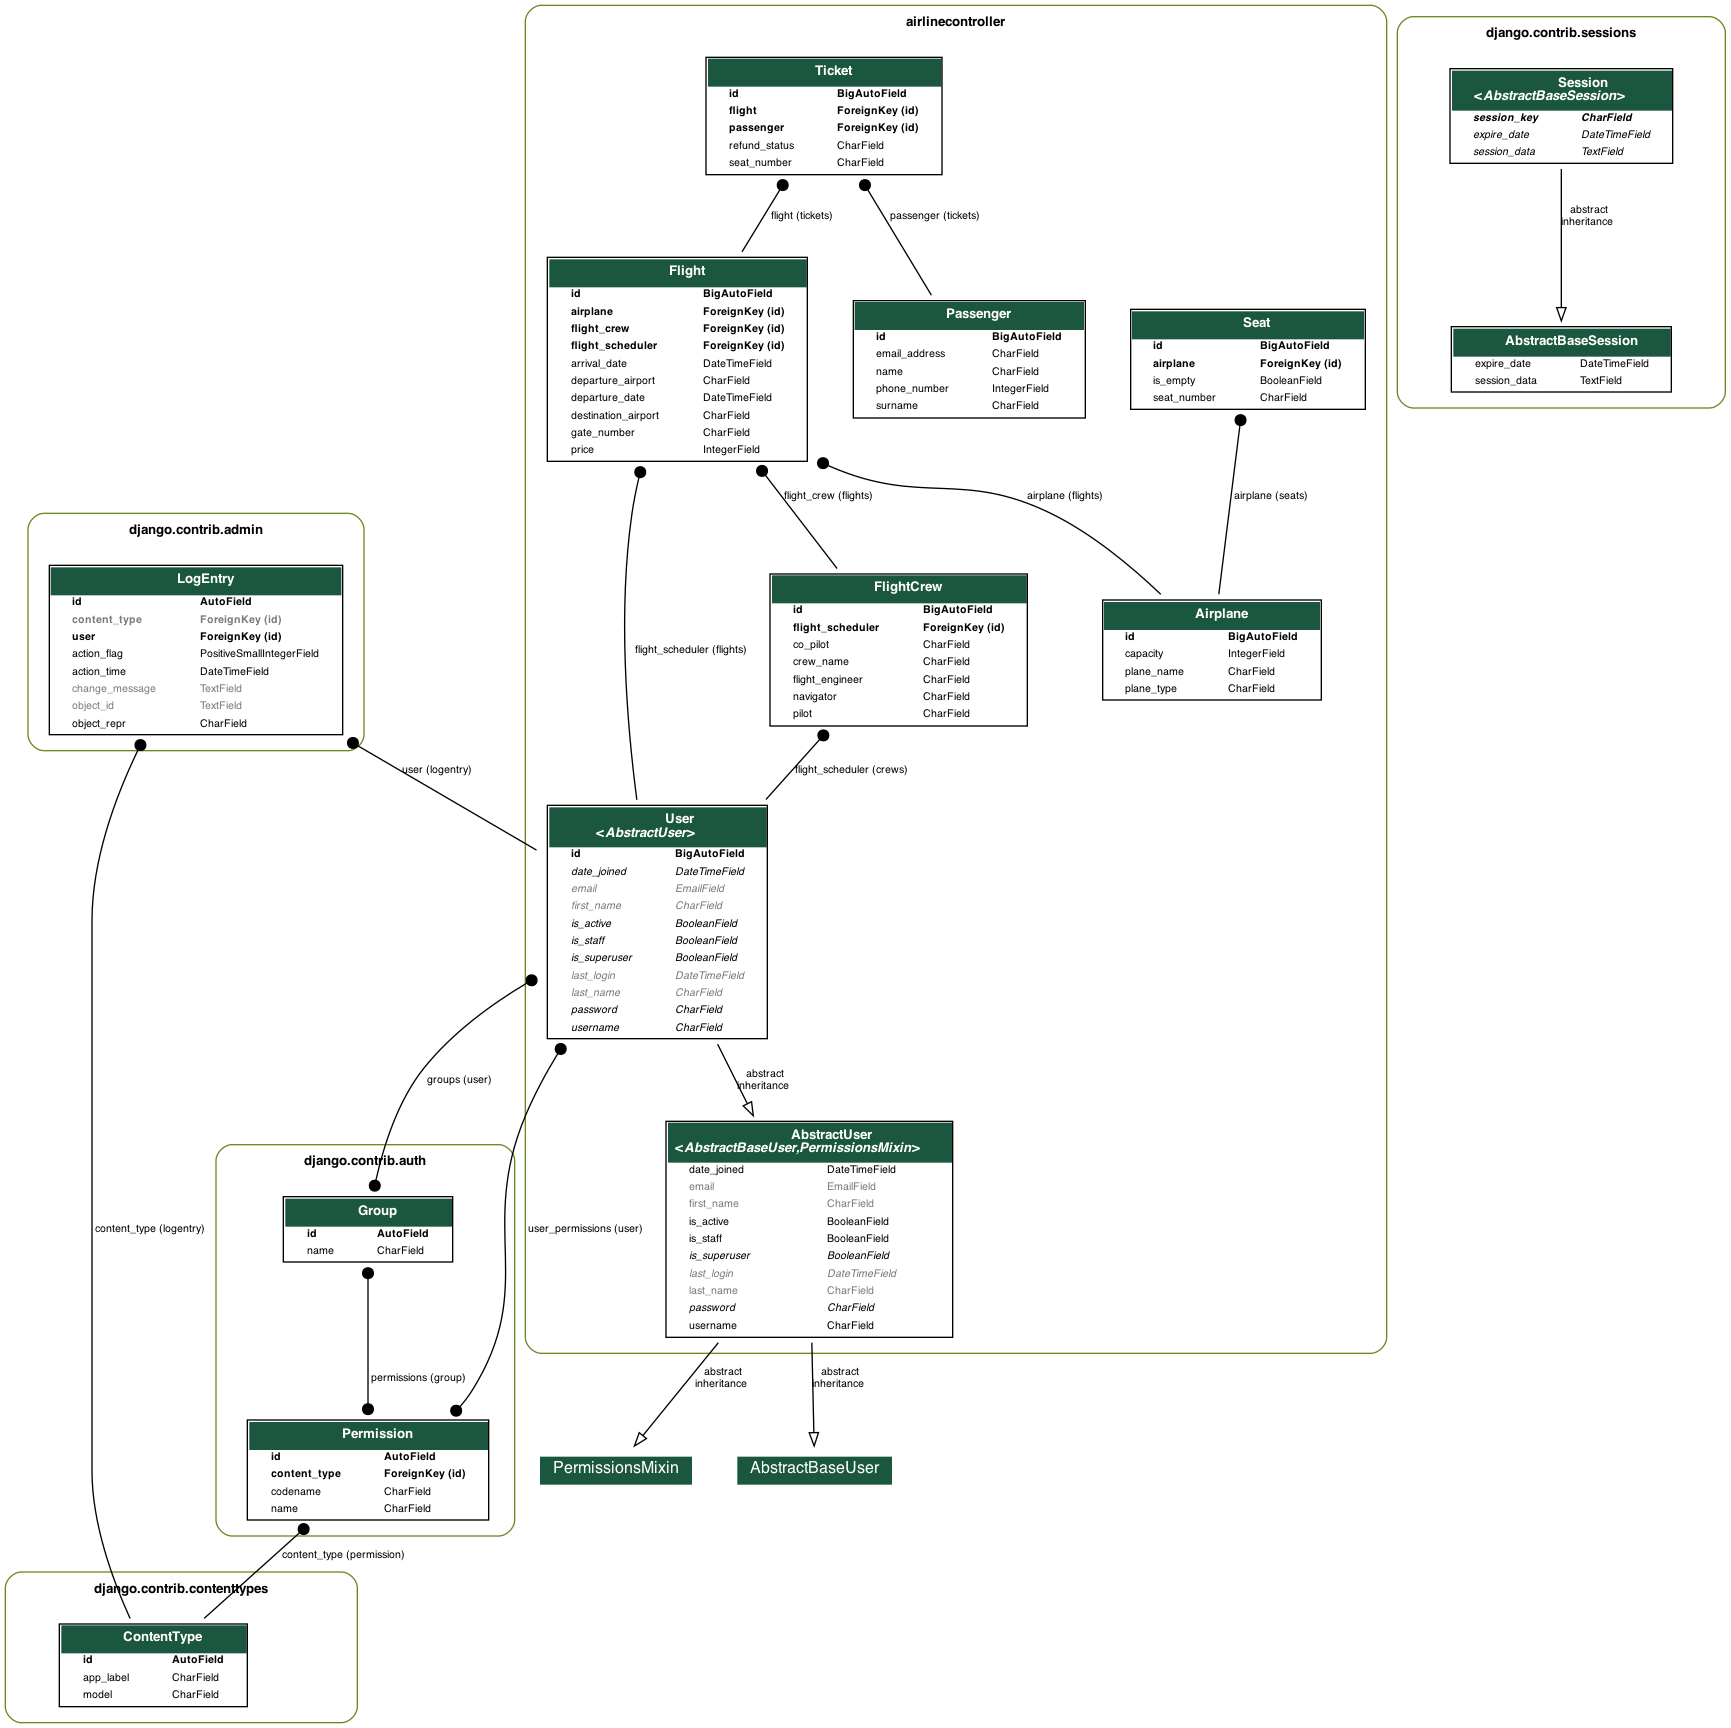 airlinecontroller
Ticket
id BigAutoField
flight ForeignKey (id)
passenger ForeignKey (id)
refund_status CharField
seat_number CharField
flight (tickets)
passenger (tickets)
Flight
id BigAutoField
airplane ForeignKey (id)
flight_crew ForeignKey (id)
flight_scheduler ForeignKey (id)
arrival_date DateTimeField
departure_airport CharField
departure_date DateTimeField
destination_airport CharField
gate_number CharField
price IntegerField
Passenger
id BigAutoField
email_address CharField
name CharField
phone_number IntegerField
surname CharField
Seat
id BigAutoField
airplane ForeignKey (id)
is_empty BooleanField
seat_number CharField
flight_crew (flights)
airplane (flights)
airplane (seats)
flight_scheduler (flights)
FlightCrew
id BigAutoField
flight_scheduler ForeignKey (id)
co_pilot CharField
crew_name CharField
flight_engineer CharField
navigator CharField
pilot CharField
Airplane
id BigAutoField
capacity IntegerField
plane_name CharField
plane_type CharField
flight_scheduler (crews)
User
<AbstractUser>
id BigAutoField
date_joined DateTimeField
email EmailField
first_name CharField
is_active BooleanField
is_staff BooleanField
is_superuser BooleanField
last_login DateTimeField
last_name CharField
password CharField
username CharField
abstract
inheritance
AbstractUser
<AbstractBaseUser,PermissionsMixin>
date_joined DateTimeField
email EmailField
first_name CharField
is_active BooleanField
is_staff BooleanField
is_superuser BooleanField
last_login DateTimeField
last_name CharField
password CharField
username CharField
abstract
inheritance
abstract
inheritance
PermissionsMixin
AbstractBaseUser
django.contrib.sessions
Session
<AbstractBaseSession>
session_key CharField
expire_date DateTimeField
session_data TextField
abstract
inheritance
AbstractBaseSession
expire_date DateTimeField
session_data TextField
django.contrib.admin
LogEntry
id AutoField
content_type ForeignKey (id)
user ForeignKey (id)
action_flag PositiveSmallIntegerField
action_time DateTimeField
change_message TextField
object_id TextField
object_repr CharField
user (logentry)
content_type (logentry)
groups (user)
user_permissions (user)
django.contrib.auth
Group
id AutoField
name CharField
permissions (group)
Permission
id AutoField
content_type ForeignKey (id)
codename CharField
name CharField
content_type (permission)
django.contrib.contenttypes
ContentType
id AutoField
app_label CharField
model CharField